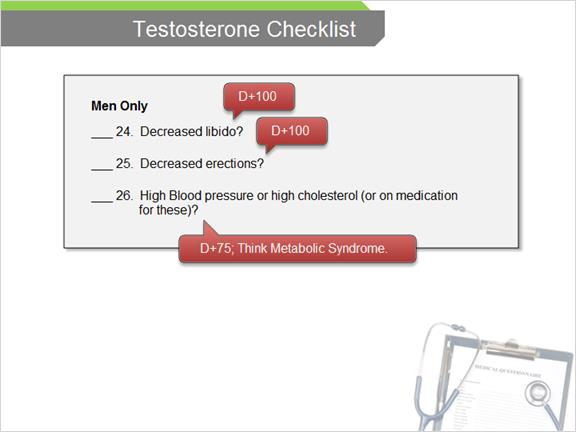 Testosterone Checklist
D+100
Men Only
___ 24.  Decreased libido?
D+100
___ 25.  Decreased erections?
___ 26.  High Blood pressure or high cholesterol (or on medication
for these)?
D+75; Think Metabolic Syndrome.
MEDICAL QUESTIONNAIRE